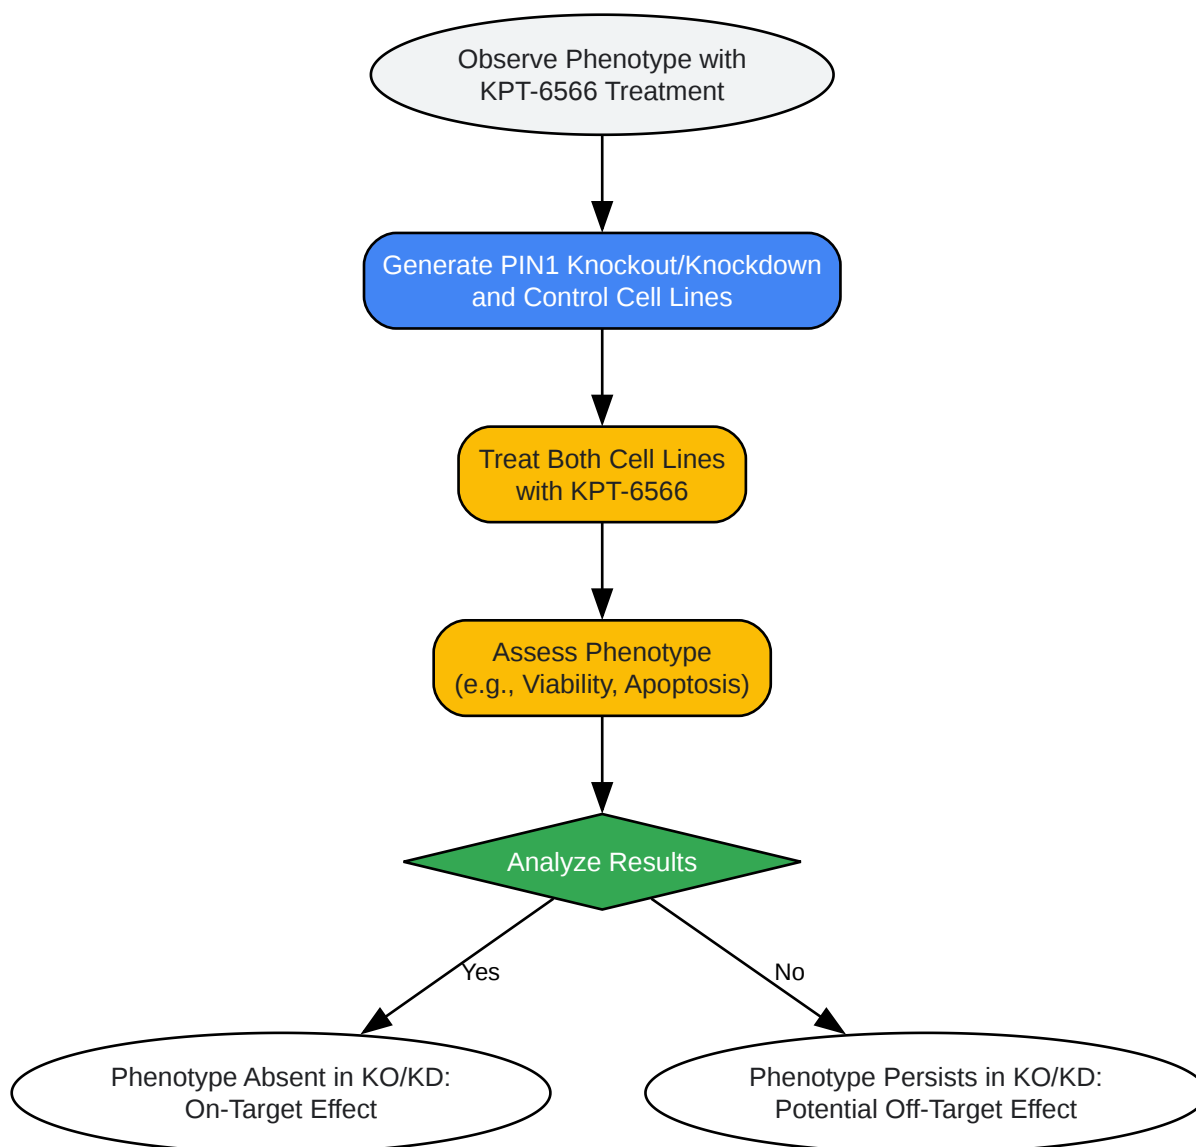 Observe Phenotype with
KPT-6566 Treatment
Generate PIN1 Knockout/Knockdown
and Control Cell Lines
Treat Both Cell Lines
with KPT-6566
Assess Phenotype
(e.g., Viability, Apoptosis)
Analyze Results
Yes
No
Phenotype Absent in KO/KD:
On-Target Effect
Phenotype Persists in KO/KD:
Potential Off-Target Effect